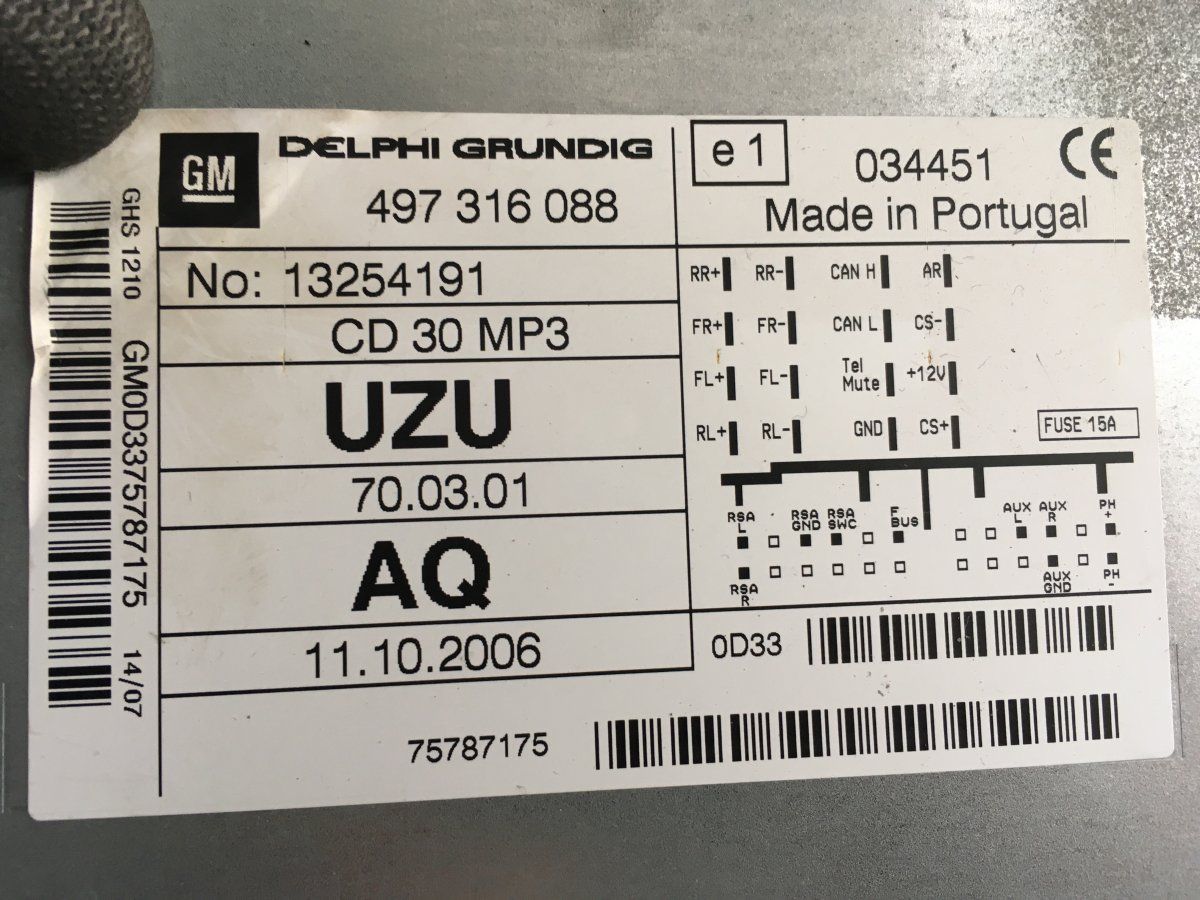 GM
DELPHI GRUNDIG
497 316 088
e1
034451
CE
Made in Portugal
No: 13254191
CD 30 MP3
UZU
70.03.01
AQ
11.10.2006
RR+ RR- CAN H AR
FR+ FR- CAN L CS-
FL+ FL- Tel Mute +12V
RL+ RL- GND CS+
FUSE 15A
RSA L
RSA GND
RSA SWC
E BUS
AUX L
AUX R
PH +
RSA R
AUX GND
PH -
0D33
75787175
GHS 1210 GM0D3375787175 14/07